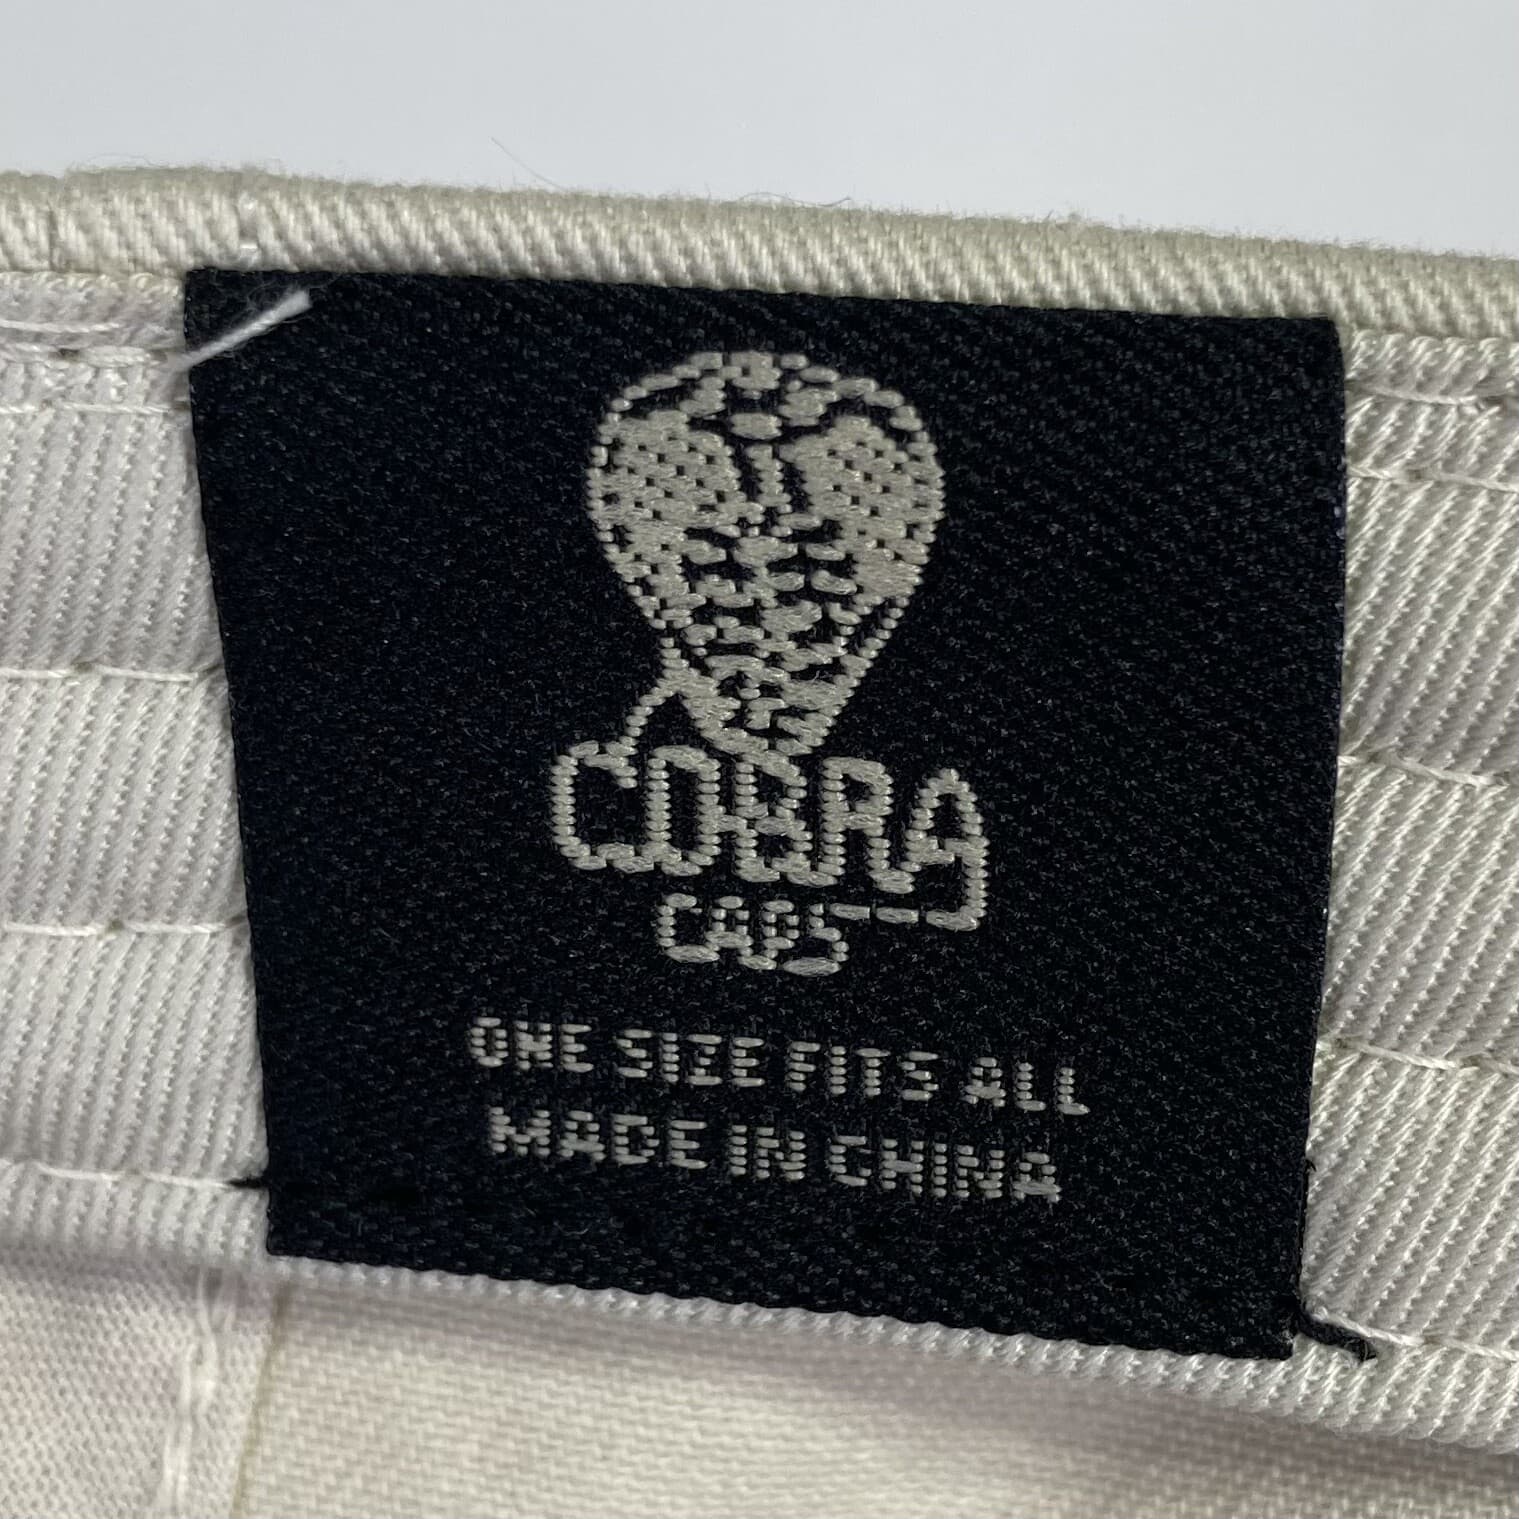 COBRA
CAPS
ONE SIZE FITS ALL
MADE IN CHINA